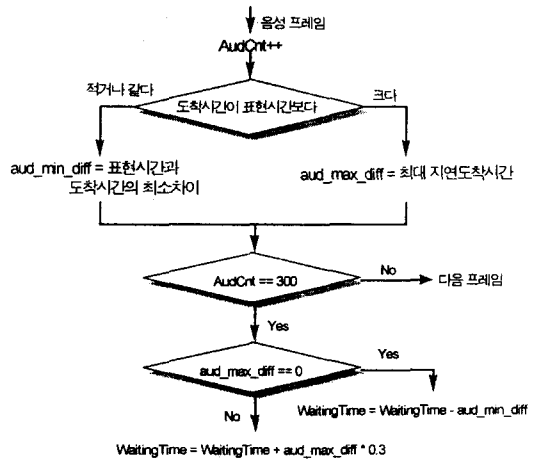 음성 프레임
AudCnt++
적거나 같다
도착시간이 표현시간보다
크다
aud_min_diff = 표현시간과
도착시간의 최소차이
aud_max_diff = 최대 지연도착시간
AudCnt == 300
No
다음 프레임
Yes
aud_max_diff == 0
Yes
No
WaitingTime = WaitingTime - aud_min_diff
WaitingTime = WaitingTime + aud_max_diff * 0.3